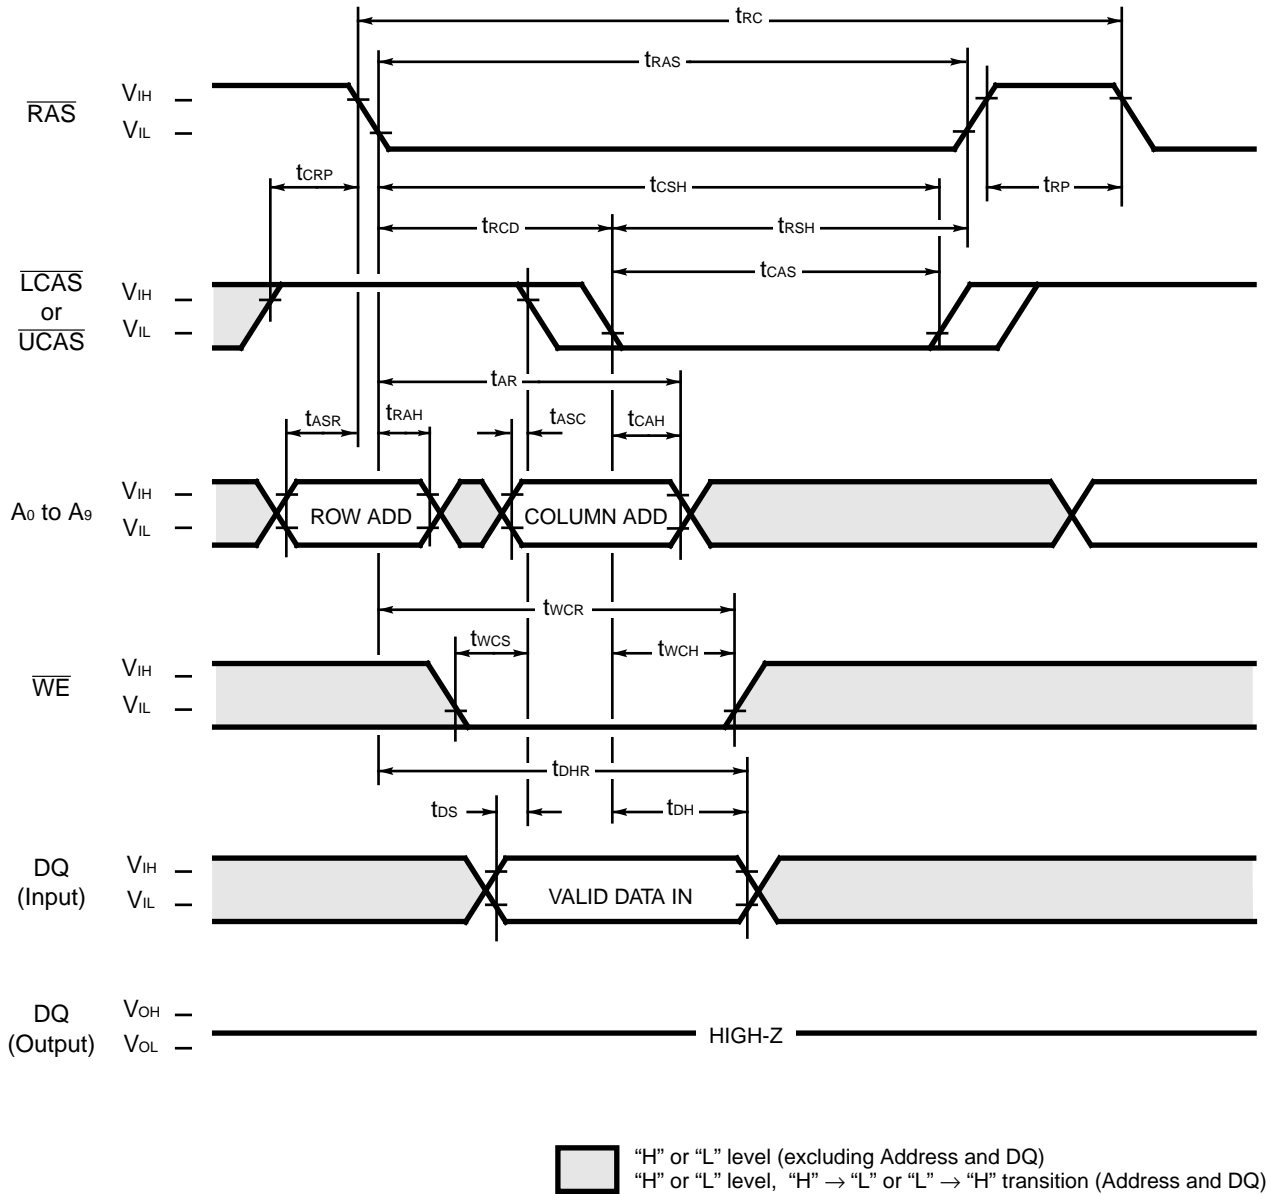 tRC
tRAS
RAS
VIH
VIL
tCRP
tCSH
tRP
tRCD
tRSH
LCAS
or
UCAS
VIH
VIL
tCAS
tAR
tASR
tRAH
tASC
tCAH
A0 to A9
VIH
VIL
ROW ADD
COLUMN ADD
tWCR
tWCS
tWCH
WE
VIH
VIL
tDHR
tDS
tDH
DQ
(Input)
VIH
VIL
VALID DATA IN
DQ
(Output)
VOH
VOL
HIGH-Z
“H” or “L” level (excluding Address and DQ)
“H” or “L” level, “H” → “L” or “L” → “H” transition (Address and DQ)